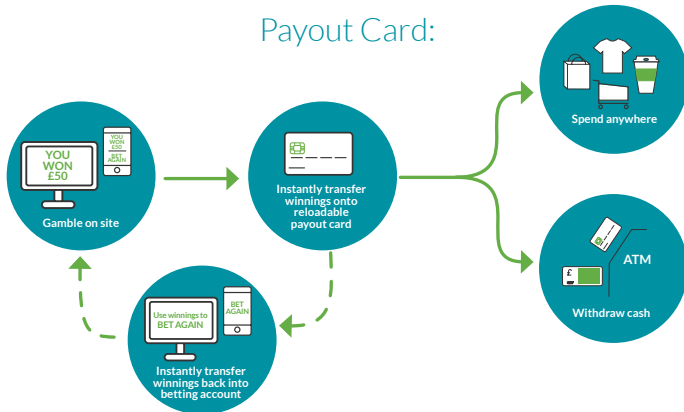 Payout Card:
YOU
WON
£50
YOU
WON
£50
BET
AGAIN
Gamble on site
Instantly transfer
winnings onto
reloadable
payout card
Spend anywhere
£
ATM
Withdraw cash
Use winnings to
BET AGAIN
BET
AGAIN
Instantly transfer
winnings back into
betting account